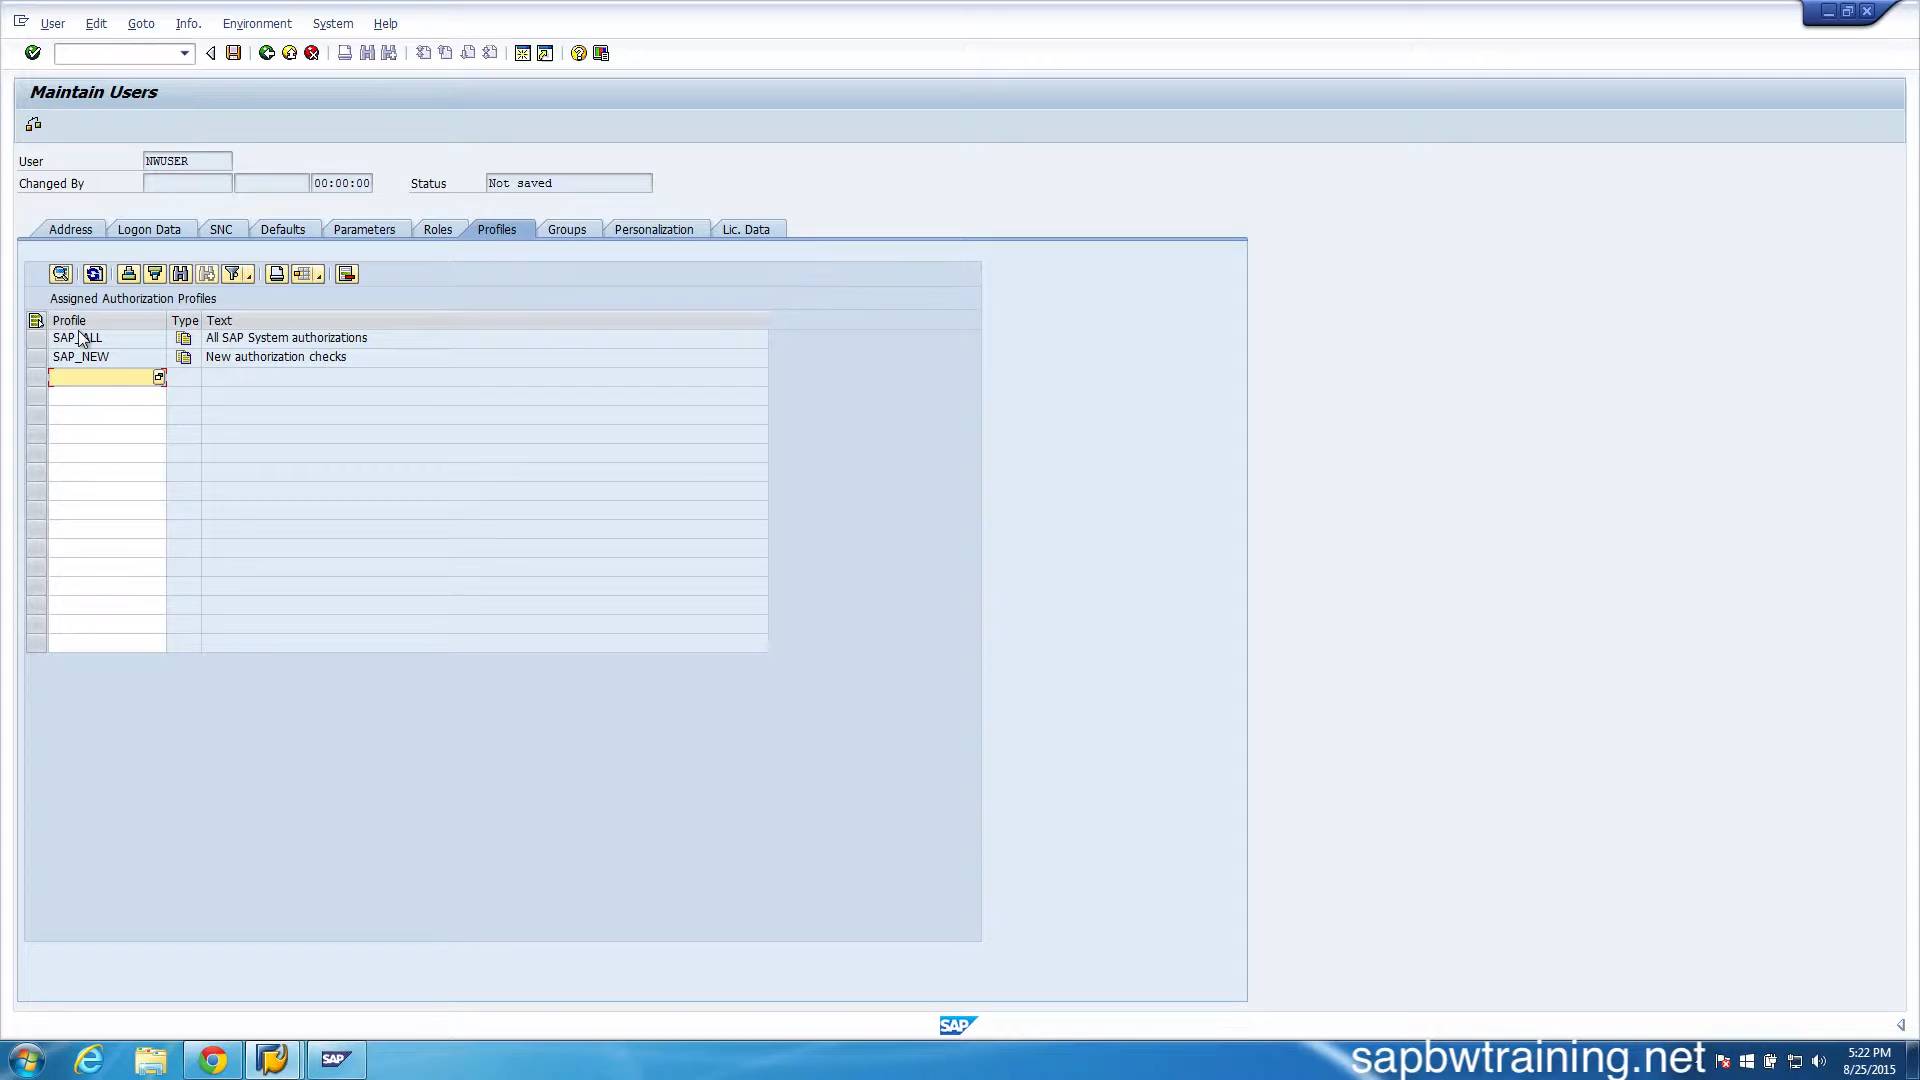 User Edit Goto Info. Environment System Help
Maintain Users
User NWUSER
Changed By 00:00:00 Status Not saved
Address Logon Data SNC Defaults Parameters Roles Profiles Groups Personalization Lic. Data
Assigned Authorization Profiles
Profile Type Text
SAP_ALL All SAP System authorizations
SAP_NEW New authorization checks
SAP
SAP
sapbwtraining.net
5:22 PM
8/25/2015